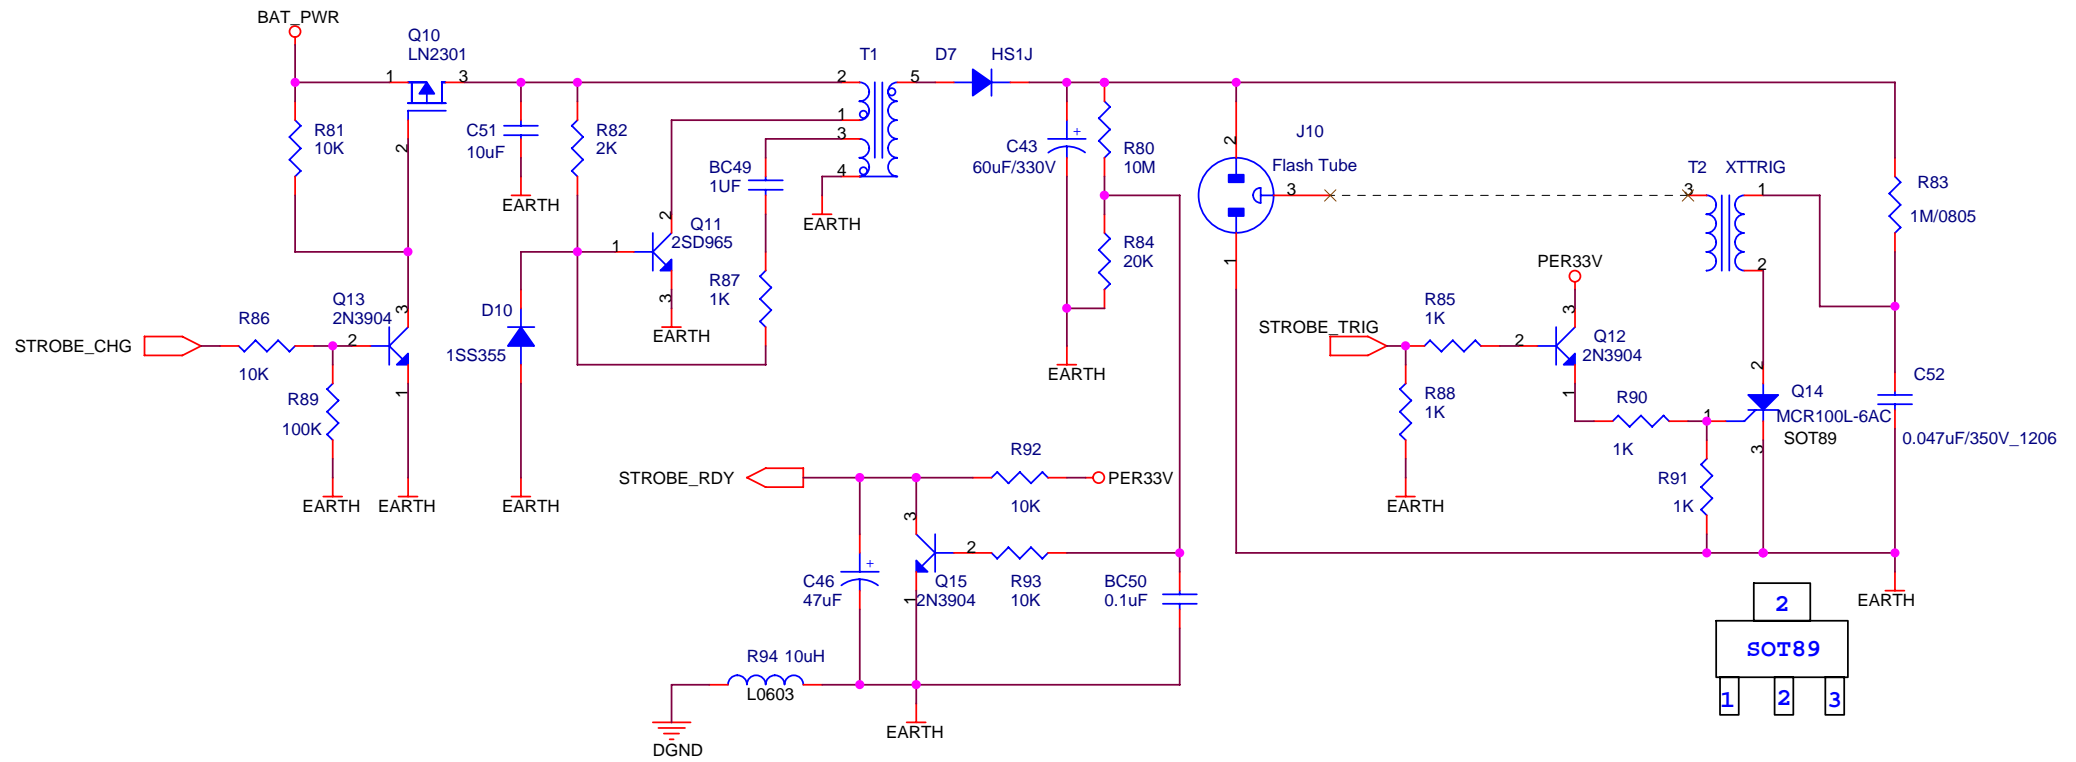 BAT_PWR
Q10
LN2301
1
3
2
R81
10K
C51
10uF
EARTH
R82
2K
T1
2
1
3
4
5
EARTH
D7
HS1J
BC49
1UF
Q11
2SD965
2
1
3
EARTH
R87
1K
D10
1SS355
EARTH
STROBE_CHG
R86
10K
Q13
2N3904
3
2
1
R89
100K
EARTH
EARTH
C43
+
60uF/330V
R80
10M
R84
20K
EARTH
J10
Flash Tube
2
3
1
T2
XTTRIG
3
1
2
R83
1M/0805
PER33V
STROBE_TRIG
R85
1K
3
2
Q12
2N3904
1
R88
1K
EARTH
R90
1K
R91
1K
2
1
3
Q14
MCR100L-6AC
SOT89
C52
0.047uF/350V_1206
EARTH
STROBE_RDY
R92
10K
PER33V
3
2
1
Q15
2N3904
R93
10K
C46
+
47uF
BC50
0.1uF
R94 10uH
L0603
DGND
EARTH
2
SOT89
1
2
3